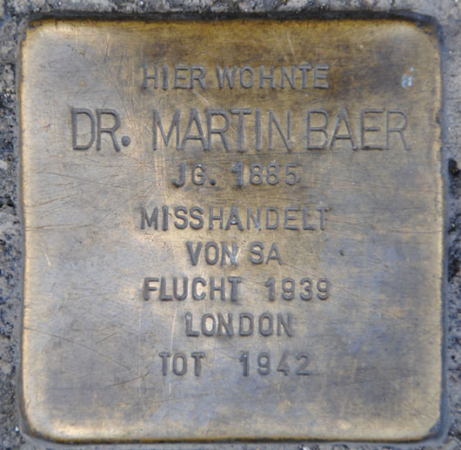 HIER WOHNTE
DR. MARTIN BAER
JG. 1885
MISSHANDELT
VON SA
FLUCHT 1939
LONDON
TOT 1942